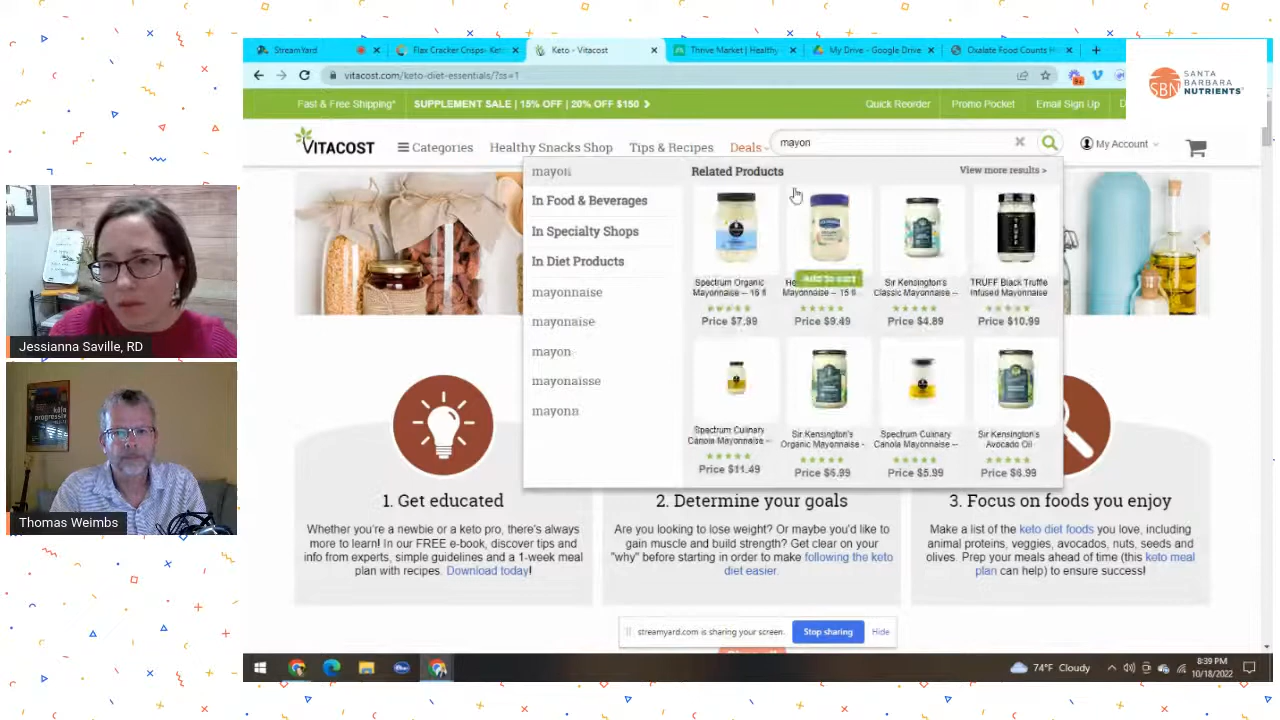 StreamYard
Flax Cracker Crisps- Keto
Keto - Vitacost
Thrive Market | Healthy
My Drive - Google Drive
Oxalate Food Counts
vitacost.com/keto-diet-essentials/?ss=1
SANTA
BARBARA
NUTRIENTS
SBN
Fast & Free Shipping*
SUPPLEMENT SALE | 15% OFF | 20% OFF $150 >
Quick Reorder
Promo Pocket
Email Sign Up
VITACOST
Categories
Healthy Snacks Shop
Tips & Recipes
Deals
mayon
My Account
mayon
In Food & Beverages
In Specialty Shops
In Diet Products
mayonnaise
mayonaise
mayon
mayonaisse
mayona
Related Products
View more results >
Add to cart
Spectrum Organic
Mayonnaise -- 16 fl
Price $7.99
Mayonnaise -- 15 fl
Price $9.49
Sir Kensington's
Classic Mayonnaise --
Price $4.89
TRUFF Black Truffle
Infused Mayonnaise
Price $10.99
Spectrum Culinary
Canola Mayonnaise --
Price $11.49
Sir Kensington's
Organic Mayonnaise -
Price $6.99
Spectrum Culinary
Canola Mayonnaise --
Price $5.99
Sir Kensington's
Avocado Oil
Price $6.99
1. Get educated
Whether you're a newbie or a keto pro, there's always
more to learn! In our FREE e-book, discover tips and
info from experts, simple guidelines and a 1-week meal
plan with recipes. Download today!
2. Determine your goals
Are you looking to lose weight? Or maybe you'd like to
gain muscle and build strength? Get clear on your
"why" before starting in order to make following the keto
diet easier.
3. Focus on foods you enjoy
Make a list of the keto diet foods you love, including
animal proteins, veggies, avocados, nuts, seeds and
olives. Prep your meals ahead of time (this keto meal
plan can help) to ensure success!
streamyard.com is sharing your screen.
Stop sharing
Hide
74°F Cloudy
8:39 PM
10/18/2022
Jessianna Saville, RD
Thomas Weimbs